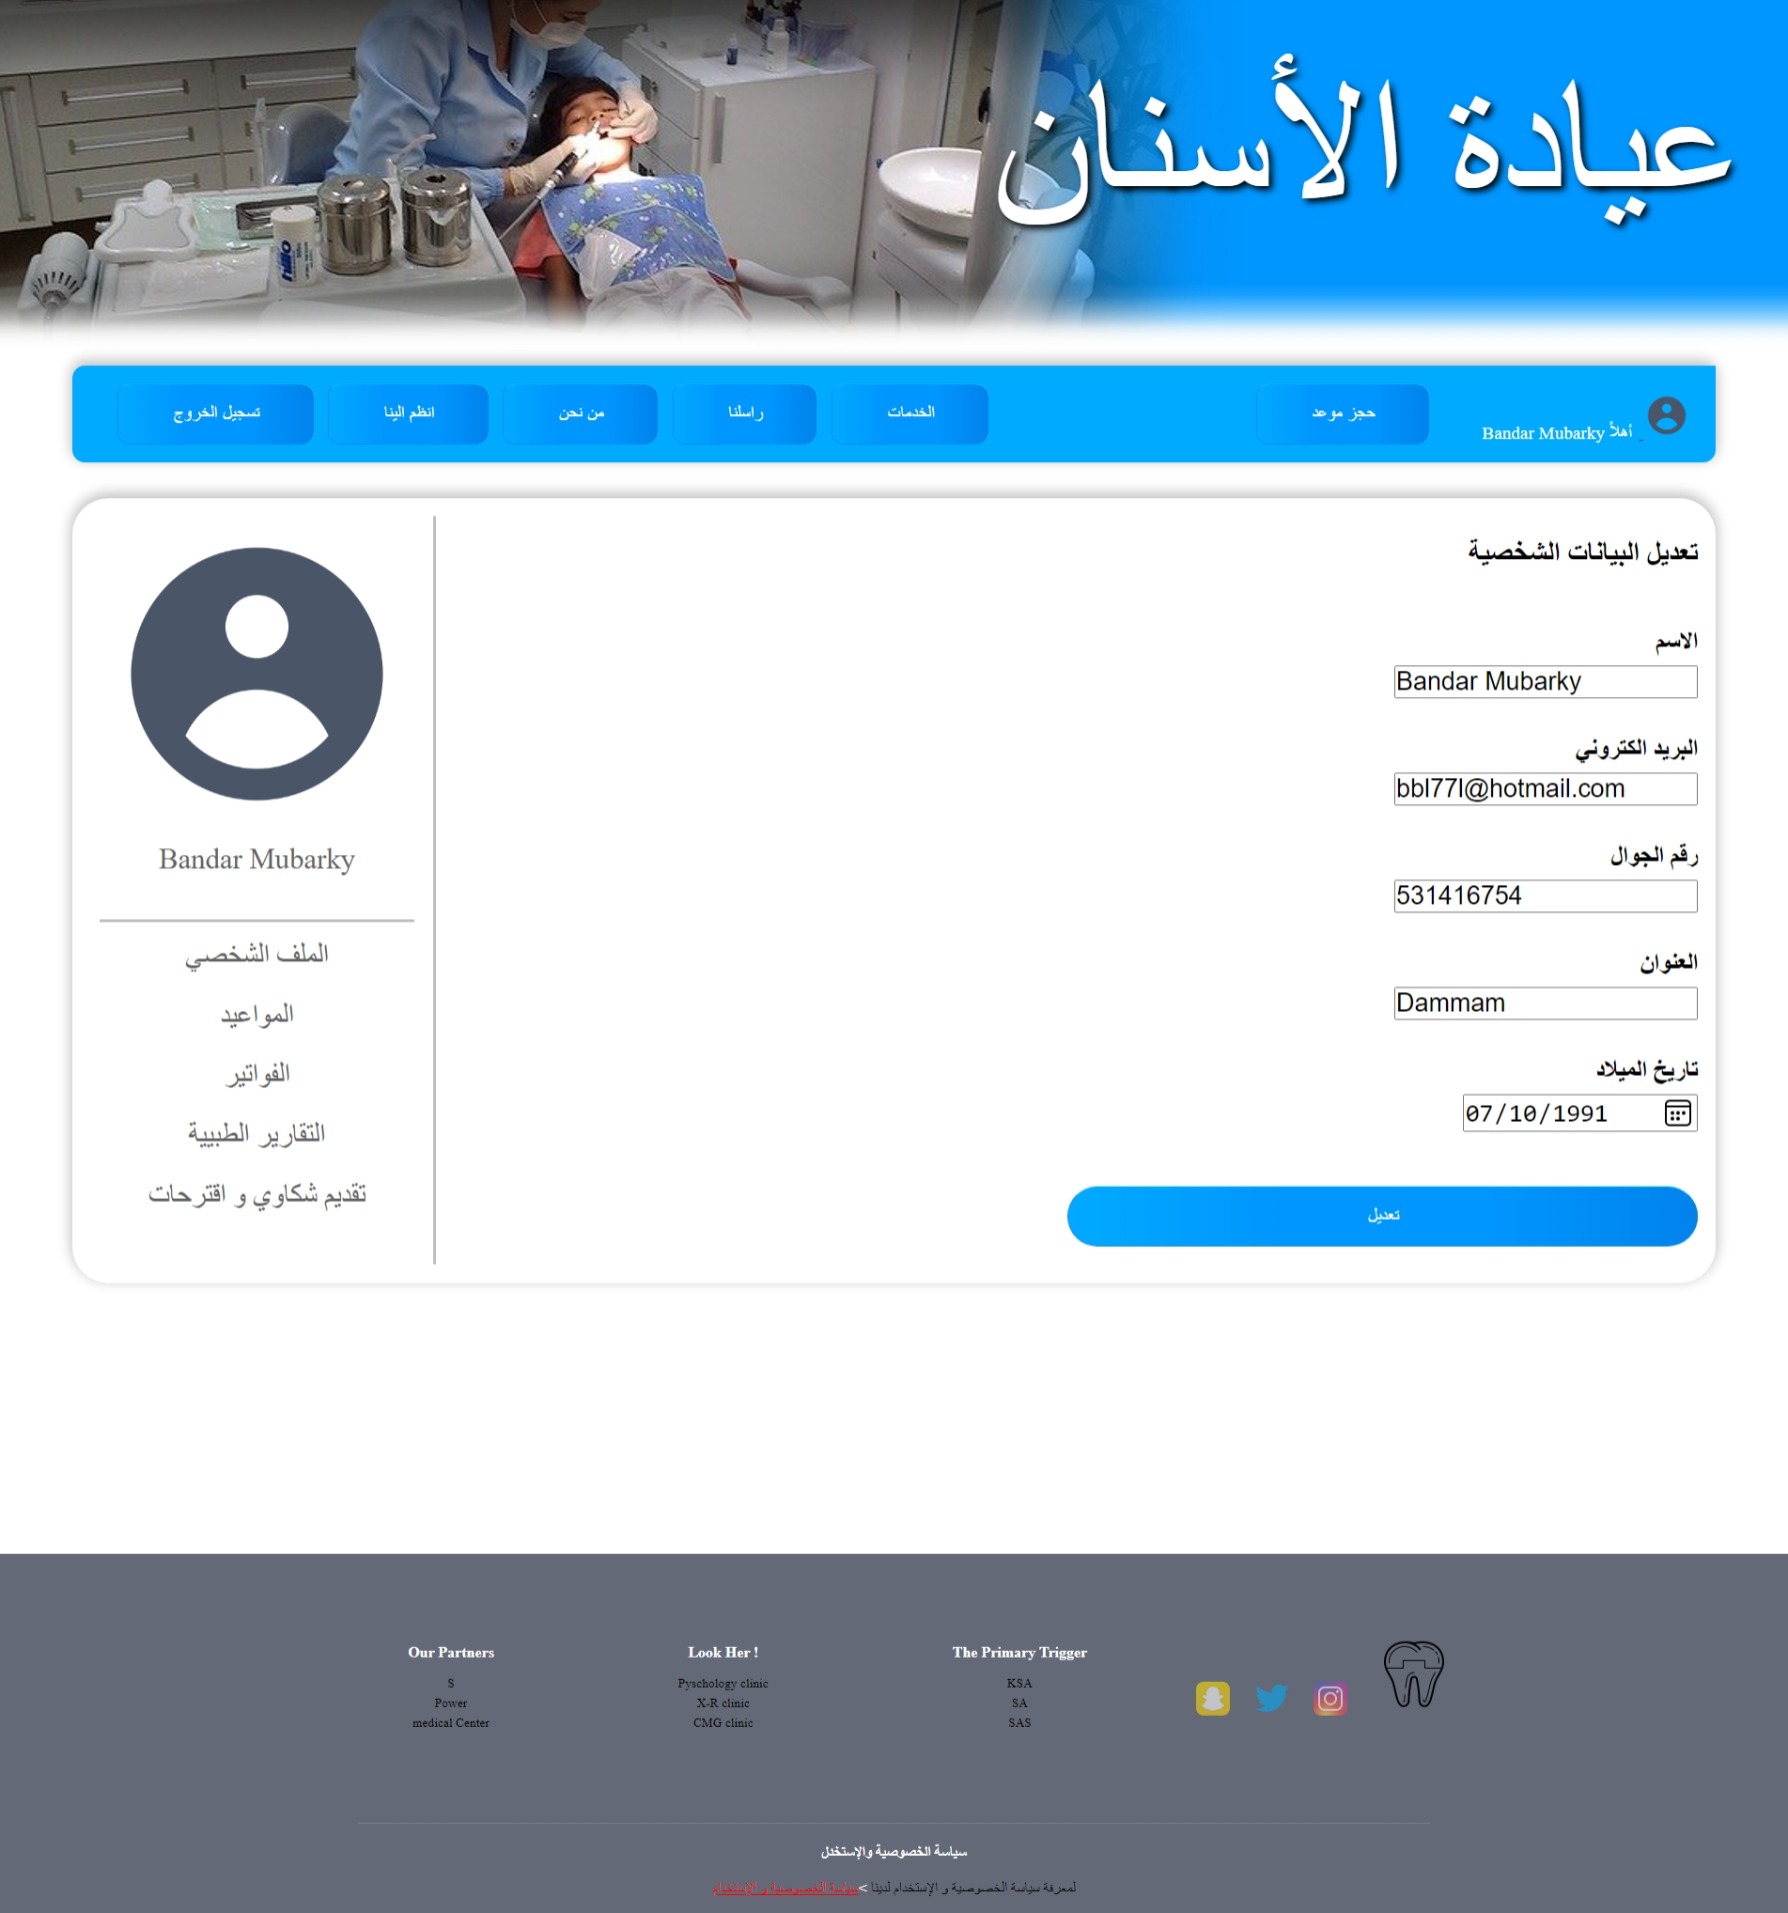 عيادة الأسنان
أهلاً Bandar Mubarky
حجز موعد
الخدمات
راسلنا
من نحن
انظم الينا
تسجيل الخروج
تعديل البيانات الشخصية
الاسم
Bandar Mubarky
البريد الكتروني
bbl77l@hotmail.com
رقم الجوال
531416754
العنوان
Dammam
تاريخ الميلاد
07/10/1991
تعديل
Bandar Mubarky
الملف الشخصي
المواعيد
الفواتير
التقارير الطبيية
تقديم شكاوي و اقترحات
The Primary Trigger
KSA
SA
SAS
Look Her !
Pyschology clinic
X-R clinic
CMG clinic
Our Partners
S
Power
medical Center
سياسة الخصوصية والإستخدل
لمعرفة سياسة الخصوصية و الإستخدام لدينا >سياسة الخصوصية و الإستخدام